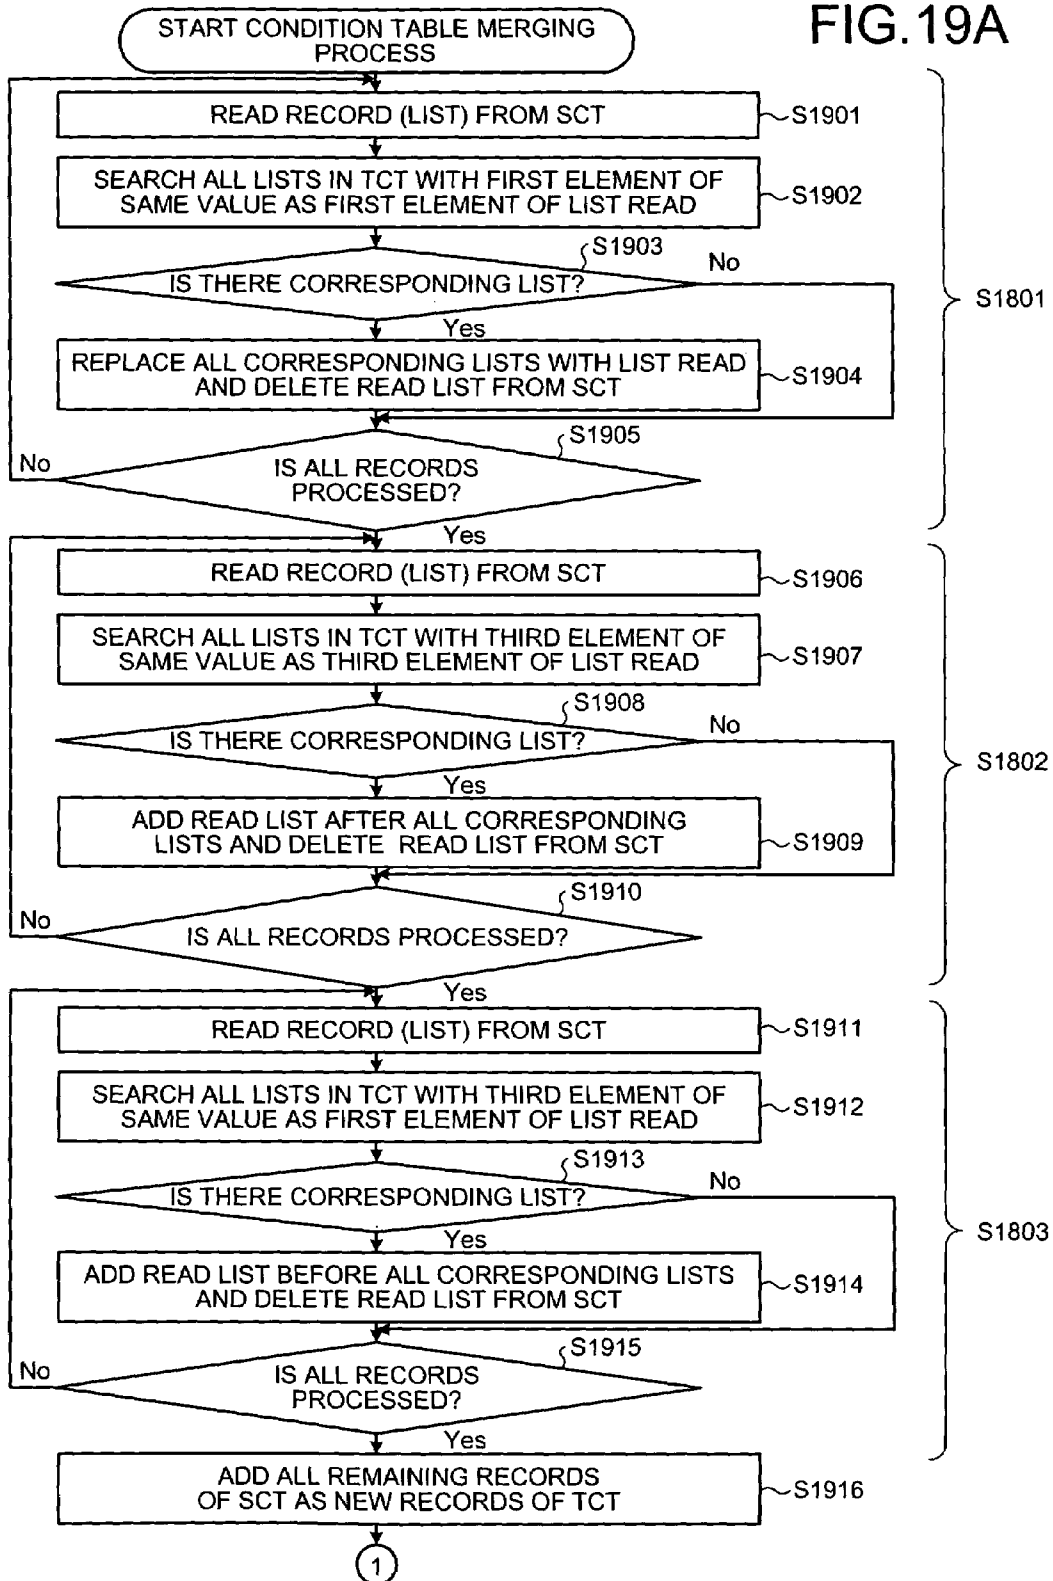 FIG.19A
START CONDITION TABLE MERGING
PROCESS
READ RECORD (LIST) FROM SCT
S1901
SEARCH ALL LISTS IN TCT WITH FIRST ELEMENT OF
SAME VALUE AS FIRST ELEMENT OF LIST READ
S1902
S1903
IS THERE CORRESPONDING LIST?
No
Yes
S1801
REPLACE ALL CORRESPONDING LISTS WITH LIST READ
AND DELETE READ LIST FROM SCT
S1904
S1905
No
IS ALL RECORDS
PROCESSED?
Yes
READ RECORD (LIST) FROM SCT
S1906
SEARCH ALL LISTS IN TCT WITH THIRD ELEMENT OF
SAME VALUE AS THIRD ELEMENT OF LIST READ
S1907
S1908
IS THERE CORRESPONDING LIST?
No
Yes
S1802
ADD READ LIST AFTER ALL CORRESPONDING
LISTS AND DELETE READ LIST FROM SCT
S1909
S1910
No
IS ALL RECORDS PROCESSED?
Yes
READ RECORD (LIST) FROM SCT
S1911
SEARCH ALL LISTS IN TCT WITH THIRD ELEMENT OF
SAME VALUE AS FIRST ELEMENT OF LIST READ
S1912
S1913
IS THERE CORRESPONDING LIST?
No
Yes
S1803
ADD READ LIST BEFORE ALL CORRESPONDING LISTS
AND DELETE READ LIST FROM SCT
S1914
S1915
No
IS ALL RECORDS
PROCESSED?
Yes
ADD ALL REMAINING RECORDS
OF SCT AS NEW RECORDS OF TCT
S1916
1